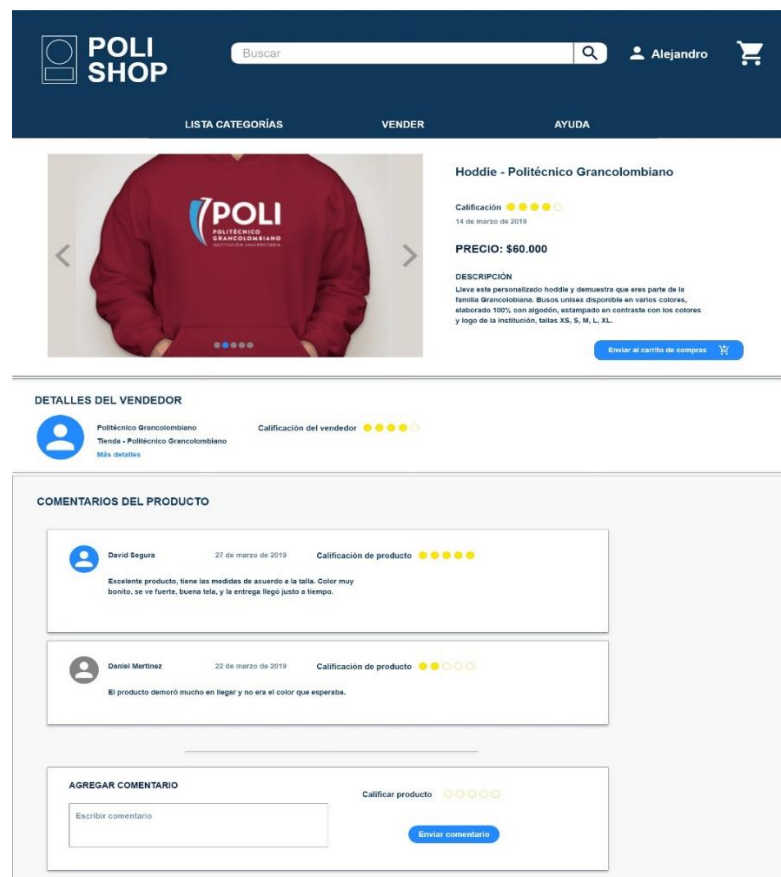 POLI
SHOP
Buscar
Alejandro
LISTA CATEGORÍAS
VENDER
AYUDA
POLI
POLITÉCNICO
GRANCOLOMBIANO
INSTITUCIÓN UNIVERSITARIA
Hoddie - Politécnico Grancolombiano
Calificación
14 de marzo de 2019
PRECIO: $60.000
DESCRIPCIÓN
Lleva este personalizado hoddie y demuestra que eres parte de la
familia Grancolobiana. Busos unisex disponible en varios colores,
elaborado 100% con algodón, estampado en contraste con los colores
y logo de la institución, tallas XS, S, M, L, XL.
Enviar al carrito de compras
DETALLES DEL VENDEDOR
Politécnico Grancolombiano
Calificación del vendedor
Tienda - Politécnico Grancolombiano
Más detalles
COMENTARIOS DEL PRODUCTO
David Segura
27 de marzo de 2019
Calificación de producto
Excelente producto, tiene las medidas de acuerdo a la talla. Color muy
bonito, se ve fuerte, buena tela, y la entrega llegó justo a tiempo.
Daniel Martinez
22 de marzo de 2019
Calificación de producto
El producto demoró mucho en llegar y no era el color que esperaba.
AGREGAR COMENTARIO
Calificar producto
Escribir comentario
Enviar comentario